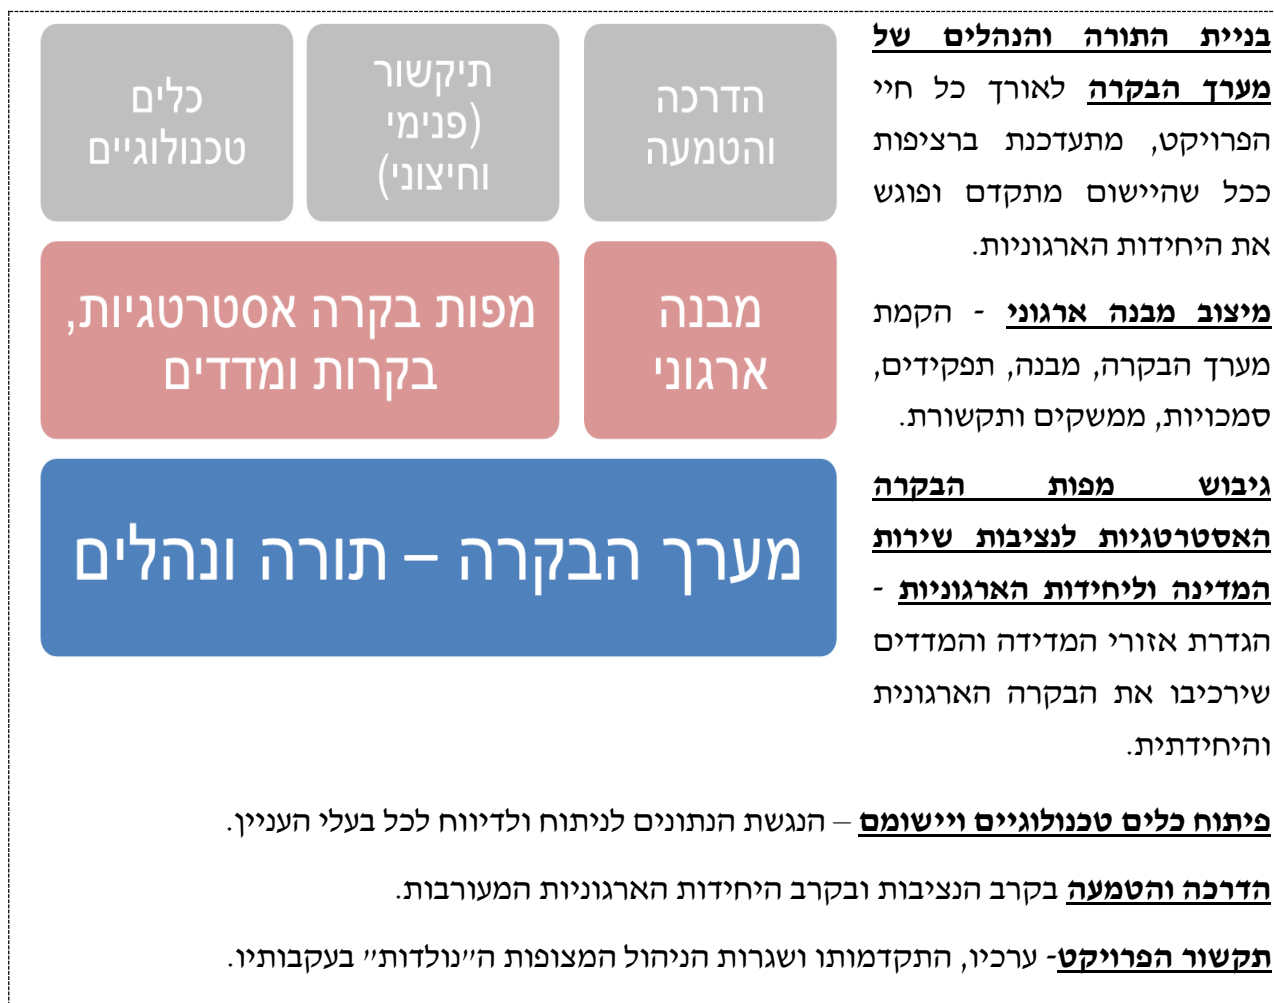 בניית התורה והנהלים של
מערך הבקרה לאורך כל חיי
הפרויקט, מתעדכנת ברציפות
ככל שהיישום מתקדם ופוגש
את היחידות הארגוניות.
מיצוב מבנה ארגוני - הקמת
מערך הבקרה, מבנה, תפקידים,
סמכויות, ממשקים ותקשורת.
גיבוש מפות הבקרה
האסטרטגיות לנציבות שירות
המדינה וליחידות הארגוניות -
הגדרת אזורי המדידה והמדדים
שירכיבו את הבקרה הארגונית
והיחידתית.
הדרכה
והטמעה
תיקשור
(פנימי
וחיצוני)
כלים
טכנולוגיים
מבנה
ארגוני
מפות בקרה אסטרטגיות,
בקרות ומדדים
מערך הבקרה – תורה ונהלים
פיתוח כלים טכנולוגיים ויישומם – הנגשת הנתונים לניתוח ולדיווח לכל בעלי העניין.
הדרכה והטמעה בקרב הנציבות ובקרב היחידות הארגוניות המעורבות.
תקשור הפרויקט- ערכיו, התקדמותו ושגרות הניהול המצופות ה״נולדות״ בעקבותיו.